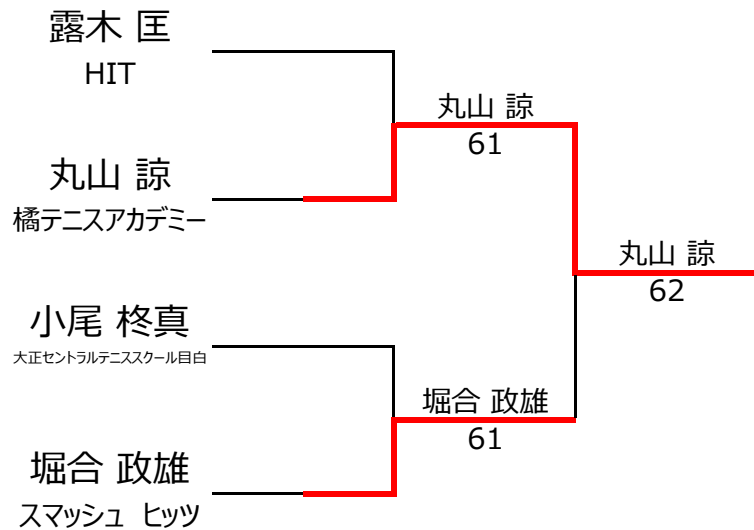 露木 匡
HIT
丸山 諒
61
丸山 諒
橘テニスアカデミー
丸山 諒
62
小尾 柊真
大正セントラルテニススクール目白
堀合 政雄
61
堀合 政雄
スマッシュ ヒッツ